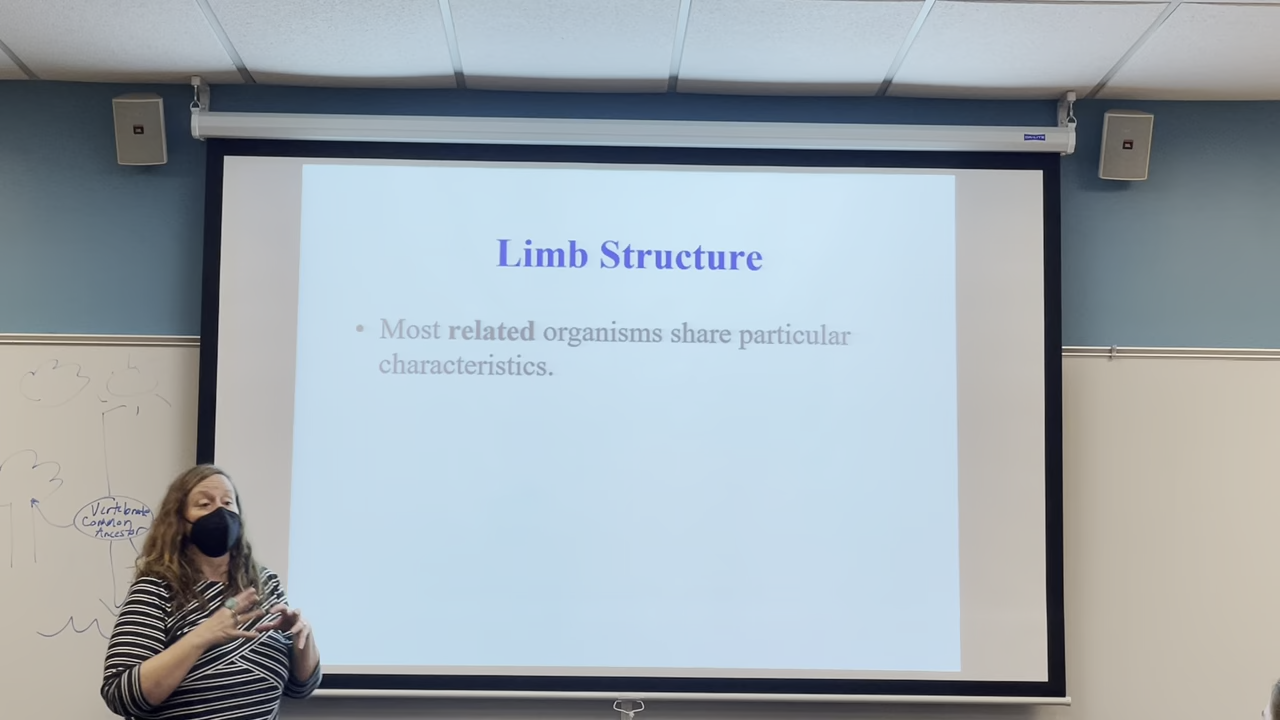 Limb Structure
• Most related organisms share particular
characteristics.
Vertebrate
Common
Ancestor